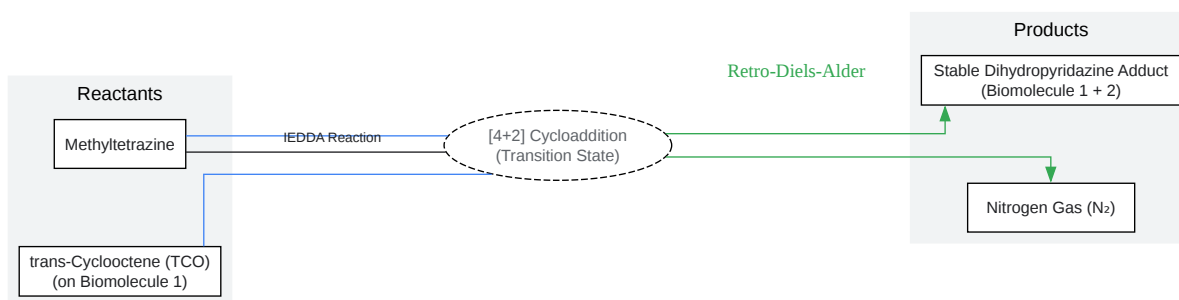 Reactants
Methyltetrazine
trans-Cyclooctene (TCO)
(on Biomolecule 1)
IEDDA Reaction
[4+2] Cycloaddition
(Transition State)
Retro-Diels-Alder
Products
Stable Dihydropyridazine Adduct
(Biomolecule 1 + 2)
Nitrogen Gas (N₂)